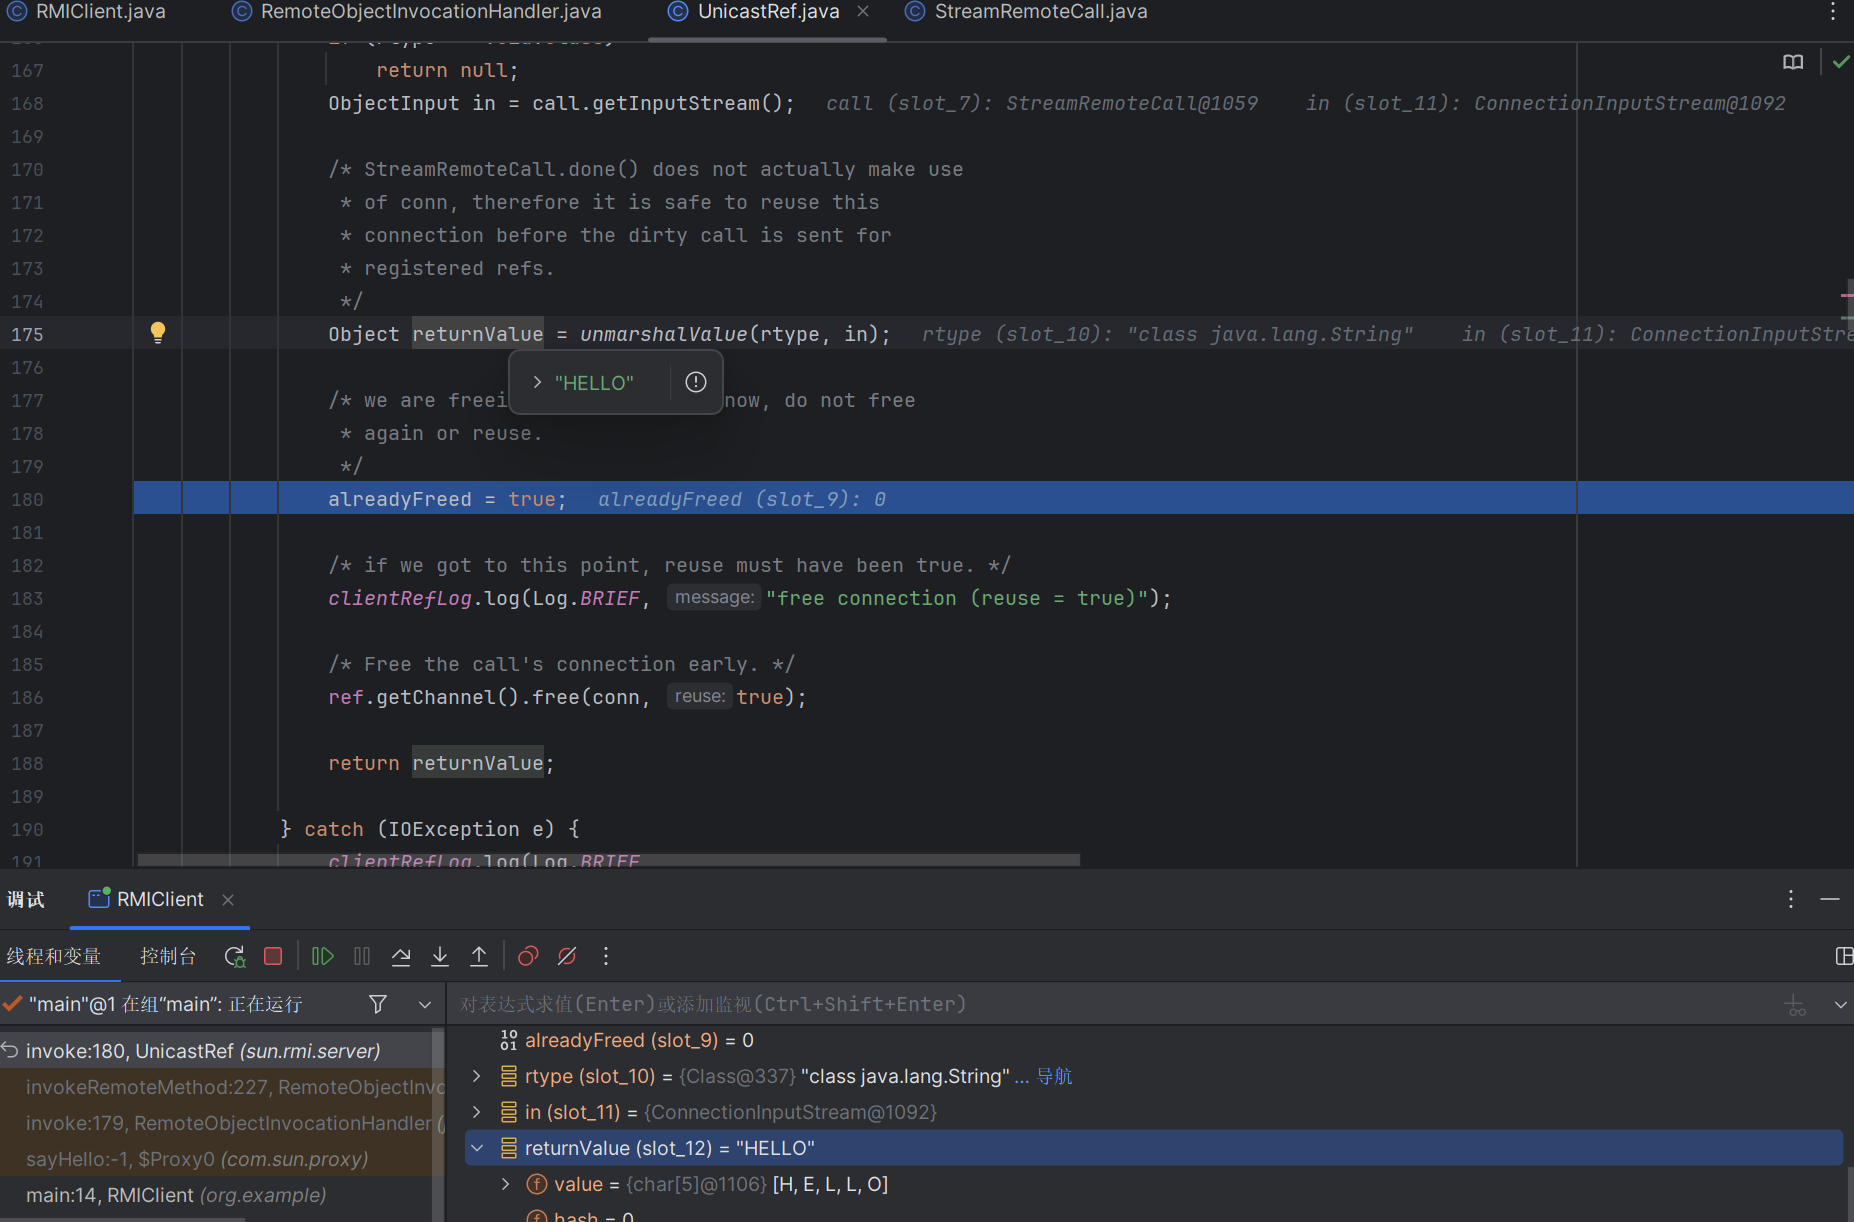 RMIClient.java RemoteObjectInvocationHandler.java UnicastRef.java StreamRemoteCall.java
167 return null;
168 ObjectInput in = call.getInputStream(); call (slot_7): StreamRemoteCall@1059 in (slot_11): ConnectionInputStream@1092
169
170 /* StreamRemoteCall.done() does not actually make use
171 * of conn, therefore it is safe to reuse this
172 * connection before the dirty call is sent for
173 * registered refs.
174 */
175 Object returnValue = unmarshalValue(rtype, in); rtype (slot_10): "class java.lang.String" in (slot_11): ConnectionInputStre
176
"HELLO"
177 /* we are freei now, do not free
178 * again or reuse.
179 */
180 alreadyFreed = true; alreadyFreed (slot_9): 0
181
182 /* if we got to this point, reuse must have been true. */
183 clientRefLog.log(Log.BRIEF, message: "free connection (reuse = true)");
184
185 /* Free the call's connection early. */
186 ref.getChannel().free(conn, reuse: true);
187
188 return returnValue;
189
190 } catch (IOException e) {
191 clientRefLog.log(Log.BRIEF
调试 RMIClient
线程和变量 控制台
"main"@1 在组“main”: 正在运行
对表达式求值(Enter)或添加监视(Ctrl+Shift+Enter)
invoke:180, UnicastRef (sun.rmi.server)
invokeRemoteMethod:227, RemoteObjectInvo
invoke:179, RemoteObjectInvocationHandler (
sayHello:-1, $Proxy0 (com.sun.proxy)
main:14, RMIClient (org.example)
alreadyFreed (slot_9) = 0
rtype (slot_10) = {Class@337} "class java.lang.String" ... 导航
in (slot_11) = {ConnectionInputStream@1092}
returnValue (slot_12) = "HELLO"
value = {char[5]@1106} [H, E, L, L, O]
hash = 0